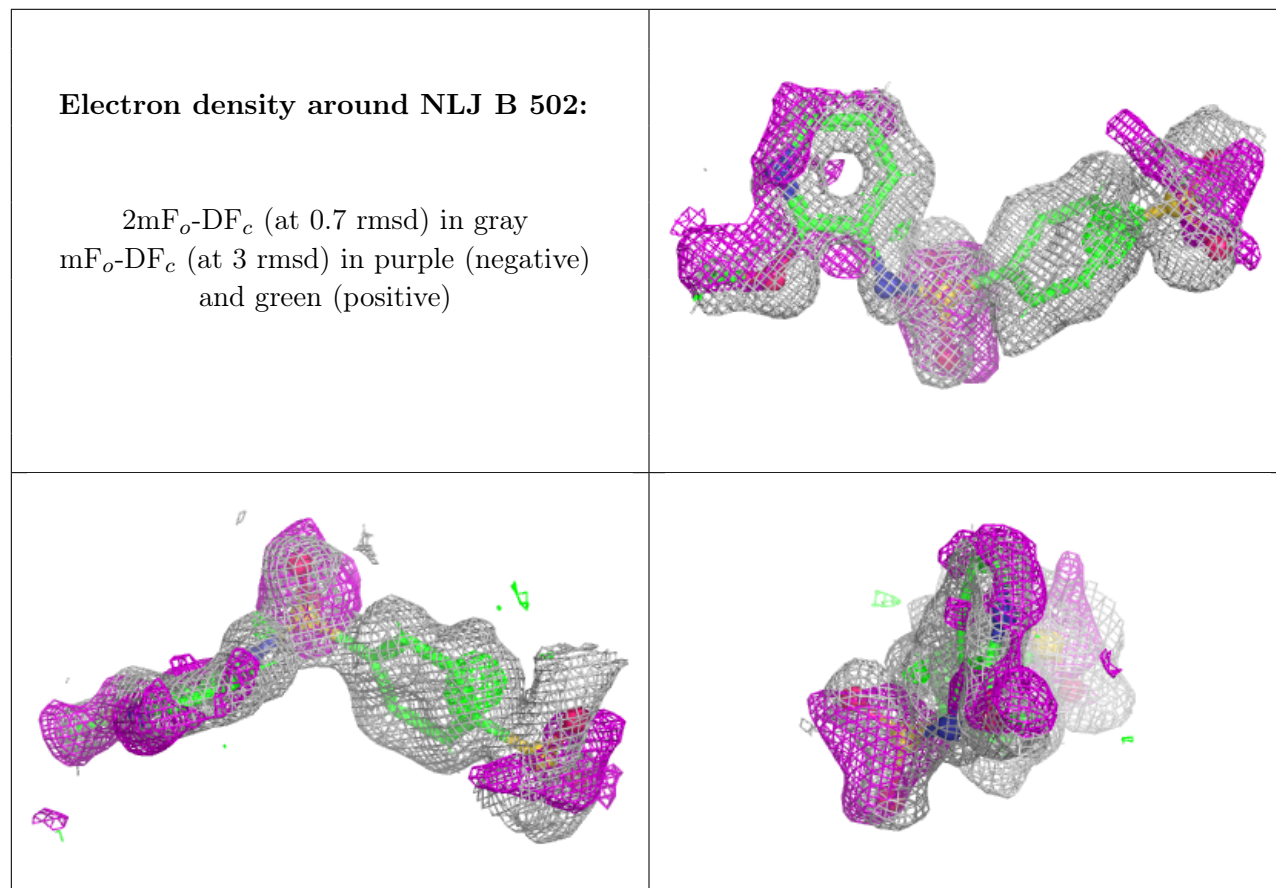 Electron density around NLJ B 502:
2mFo-DFc (at 0.7 rmsd) in gray
mFo-DFc (at 3 rmsd) in purple (negative)
and green (positive)